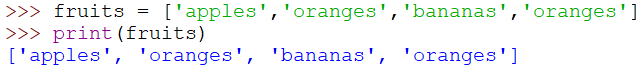 >>> fruits = ['apples','oranges','bananas','oranges']
>>> print(fruits)
['apples', 'oranges', 'bananas', 'oranges']